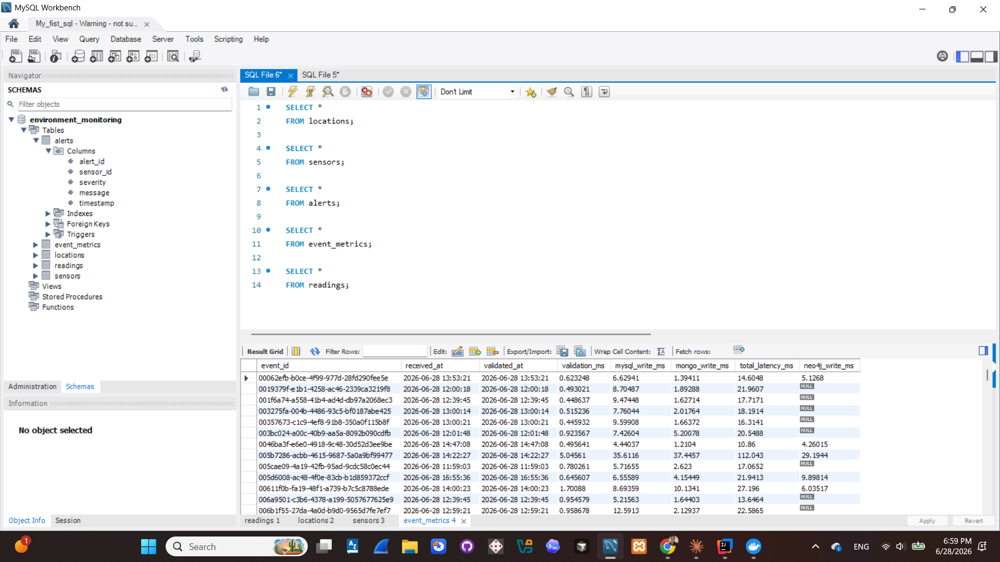 MySQL Workbench
My_fist_sql - Warning - not su...
File Edit View Query Database Server Tools Scripting Help
Navigator
SCHEMAS
Filter objects
environment_monitoring
Tables
alerts
Columns
alert_id
sensor_id
severity
message
timestamp
Indexes
Foreign Keys
Triggers
event_metrics
locations
readings
sensors
Views
Stored Procedures
Functions
Administration Schemas
Information
No object selected
Object Info Session
SQL File 6* SQL File 5*
Don't Limit
1 SELECT *
2 FROM locations;
3
4 SELECT *
5 FROM sensors;
6
7 SELECT *
8 FROM alerts;
9
10 SELECT *
11 FROM event_metrics;
12
13 SELECT *
14 FROM readings;
Result Grid Filter Rows: Edit: Export/Import: Wrap Cell Content: Fetch rows:
event_id received_at validated_at validation_ms mysql_write_ms mongo_write_ms total_latency_ms neo4j_write_ms
00062efb-b0ce-4f99-977d-28fd290fee5e 2026-06-28 13:53:21 2026-06-28 13:53:21 0.623248 6.62941 1.39411 14.6048 5.1268
0019379f-e1b1-4258-ac46-2339ca3219f8 2026-06-28 12:00:18 2026-06-28 12:00:18 0.493021 8.70487 1.89288 21.9607 NULL
001f6a74-a558-41b4-ad4d-db97a2068ec3 2026-06-28 12:39:45 2026-06-28 12:39:45 0.448637 9.47448 1.62714 17.7171 NULL
003275fa-004b-4486-93c5-bf0187abe425 2026-06-28 13:00:14 2026-06-28 13:00:14 0.515236 7.76044 2.01764 18.1914 NULL
00357673-c1c9-4ef8-91b8-350a0f115b8f 2026-06-28 13:00:21 2026-06-28 13:00:21 0.445932 9.59908 1.66372 16.3141 NULL
003bc024-a00c-40b9-aa5a-8092b090cdfb 2026-06-28 12:01:48 2026-06-28 12:01:48 0.923567 7.42604 5.20078 20.5488 NULL
0046ba3f-e6e0-4918-9c48-30d52d3ee9be 2026-06-28 14:47:08 2026-06-28 14:47:08 0.495641 4.44037 1.2104 10.86 4.26015
005b7286-acbb-4615-9687-5a0a9bf99477 2026-06-28 14:22:27 2026-06-28 14:22:27 5.04561 35.6116 37.4457 112.043 29.1944
005cae09-4a19-42fb-95ad-9cdc58c0ec44 2026-06-28 11:59:03 2026-06-28 11:59:03 0.780261 5.71655 2.623 17.0652 NULL
005d6008-ac48-4f0e-83cb-b1d859372ccf 2026-06-28 16:55:36 2026-06-28 16:55:36 0.645607 6.55589 4.15449 21.9413 9.89814
00611f0b-fa19-48f1-a739-b7c5c8788ede 2026-06-28 14:00:23 2026-06-28 14:00:23 1.70088 8.69359 10.1341 27.196 6.03517
006a9501-c3b6-4378-a199-5057677625e9 2026-06-28 12:39:45 2026-06-28 12:39:45 0.954579 5.21563 1.64403 13.6464 NULL
006b1f55-27da-4a0d-b9d0-9565d7fe7ef7 2026-06-28 12:59:21 2026-06-28 12:59:21 0.958678 12.5913 2.12937 22.5865 NULL
readings 1 locations 2 sensors 3 event_metrics 4 Apply Revert
1 Search ENG 6:59 PM
6/28/2026